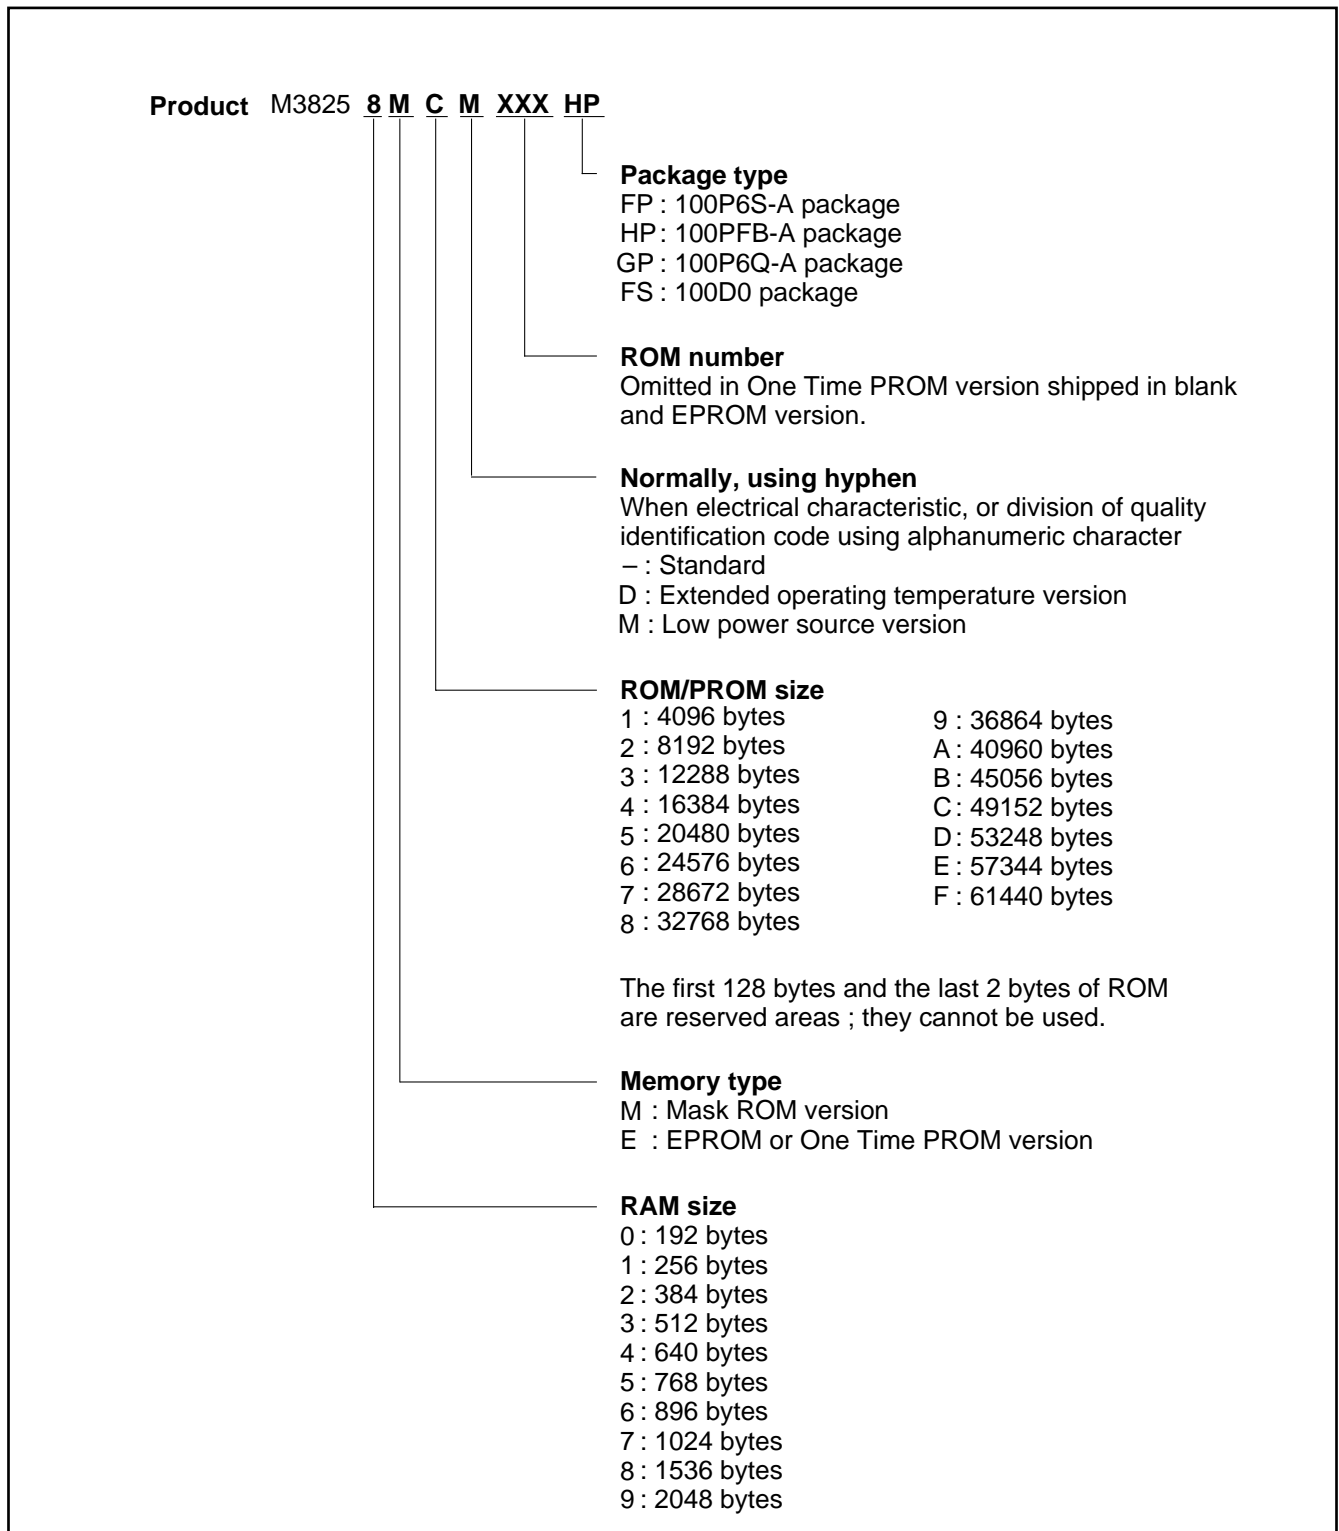 Product M3825 8 M C M XXX HP
Package type
FP : 100P6S-A package
HP : 100PFB-A package
GP : 100P6Q-A package
FS : 100D0 package
ROM number
Omitted in One Time PROM version shipped in blank
and EPROM version.
Normally, using hyphen
When electrical characteristic, or division of quality
identification code using alphanumeric character
– : Standard
D : Extended operating temperature version
M : Low power source version
ROM/PROM size
1 : 4096 bytes
2 : 8192 bytes
3 : 12288 bytes
4 : 16384 bytes
5 : 20480 bytes
6 : 24576 bytes
7 : 28672 bytes
8 : 32768 bytes
9 : 36864 bytes
A : 40960 bytes
B : 45056 bytes
C : 49152 bytes
D : 53248 bytes
E : 57344 bytes
F : 61440 bytes
The first 128 bytes and the last 2 bytes of ROM
are reserved areas ; they cannot be used.
Memory type
M : Mask ROM version
E : EPROM or One Time PROM version
RAM size
0 : 192 bytes
1 : 256 bytes
2 : 384 bytes
3 : 512 bytes
4 : 640 bytes
5 : 768 bytes
6 : 896 bytes
7 : 1024 bytes
8 : 1536 bytes
9 : 2048 bytes